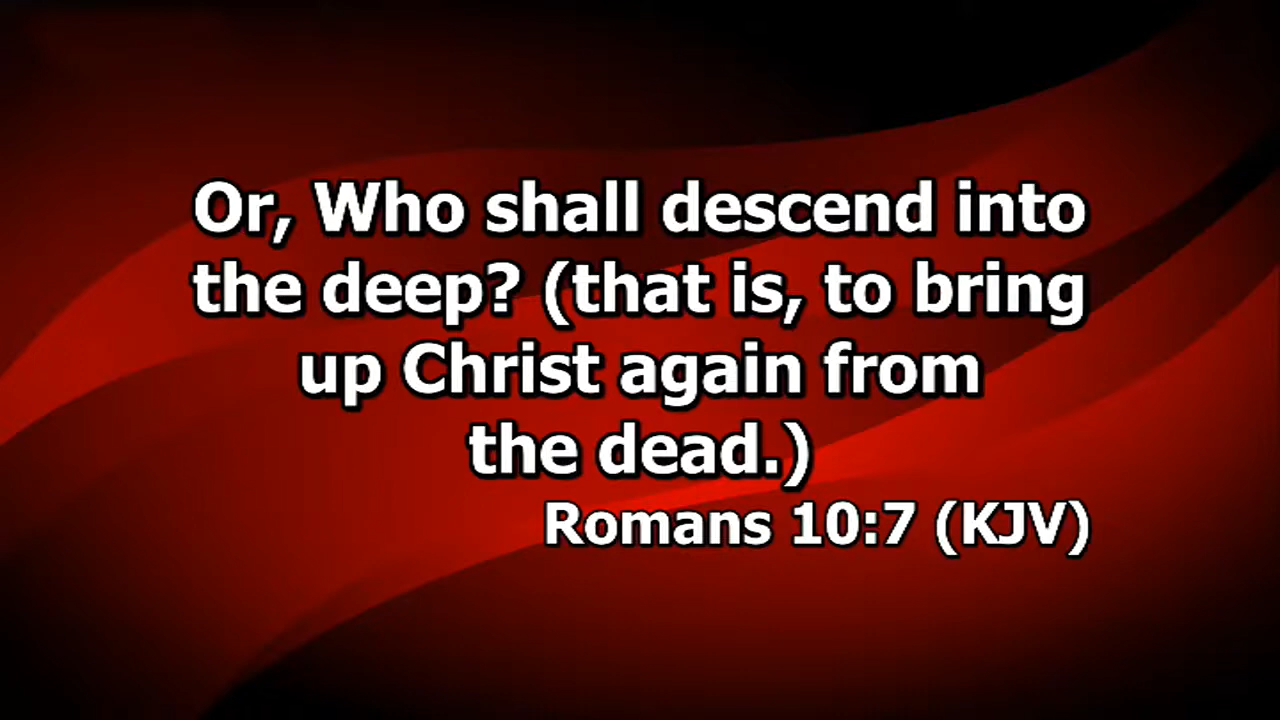 Or, Who shall descend into
the deep? (that is, to bring
up Christ again from
the dead.)
Romans 10:7 (KJV)